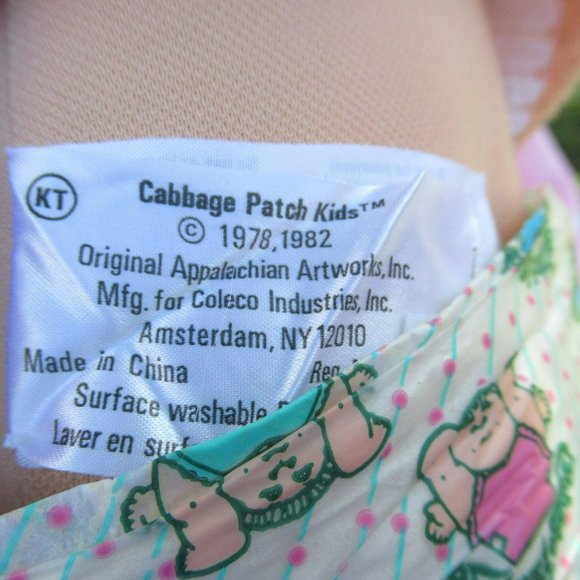 KT
Cabbage Patch Kids™
© 1978,1982
Original Appalachian Artworks, Inc.
Mfg. for Coleco Industries, Inc.
Amsterdam, NY 12010
Made in China
Surface washable
Laver en